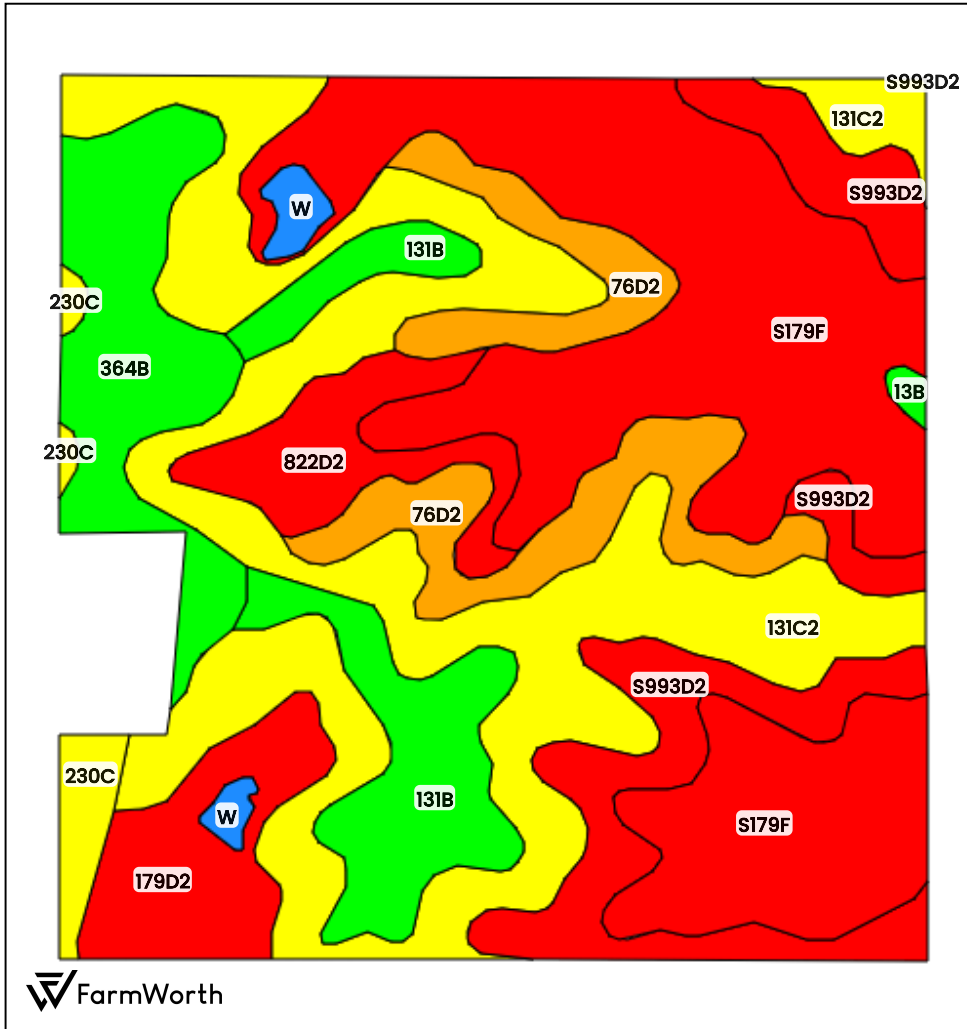 S993D2
131C2
S993D2
W
131B
76D2
230C
S179F
364B
13B
230C
822D2
S993D2
76D2
131C2
S993D2
230C
131B
W
S179F
179D2
FarmWorth